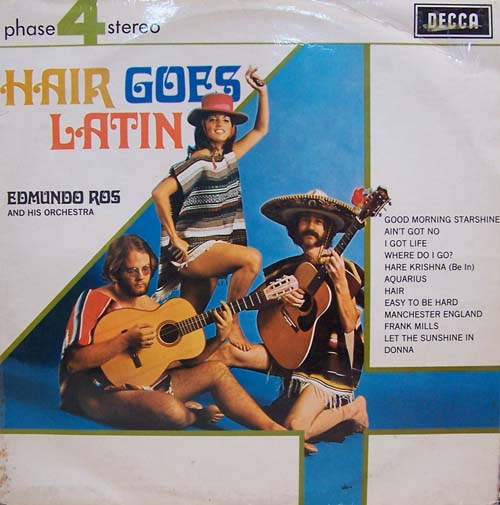 phase 4 stereo
DECCA
HAIR GOES
LATIN
EDMUNDO ROS
AND HIS ORCHESTRA
GOOD MORNING STARSHINE
AIN'T GOT NO
I GOT LIFE
WHERE DO I GO?
HARE KRISHNA (Be In)
AQUARIUS
HAIR
EASY TO BE HARD
MANCHESTER ENGLAND
FRANK MILLS
LET THE SUNSHINE IN
DONNA